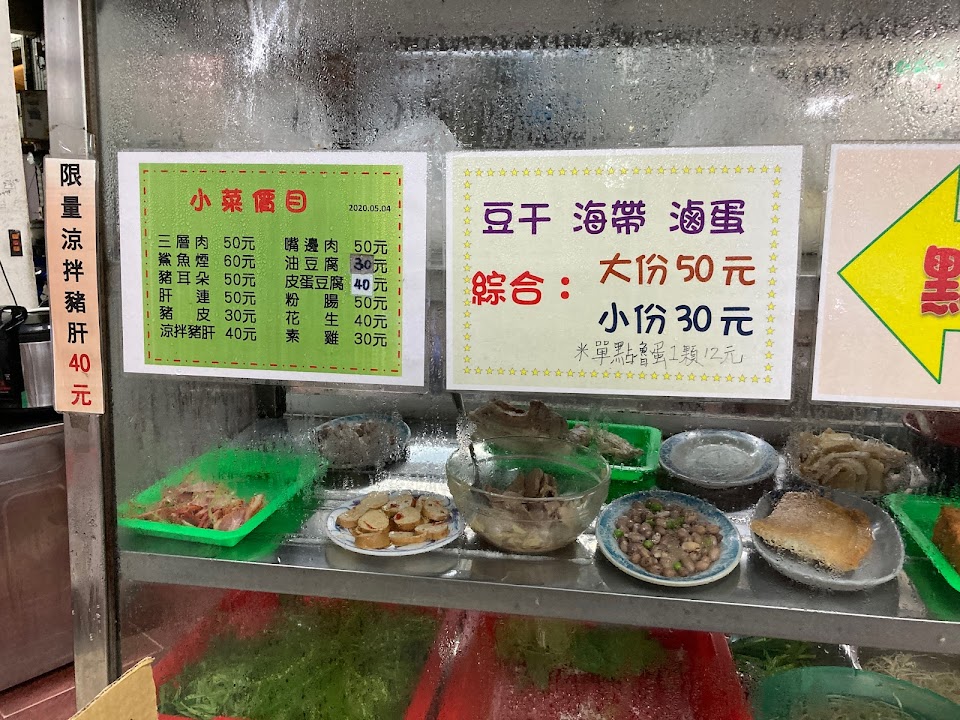 限量涼拌豬肝40元
小菜價目
2020.05.04
三層肉 50元
鯊魚煙 60元
豬耳朵 50元
肝連 50元
豬皮 30元
涼拌豬肝 40元
嘴邊肉 50元
油豆腐 30元
皮蛋豆腐 40元
粉腸 50元
花生 40元
素雞 30元
豆干 海帶 滷蛋
綜合：大份50元
小份30元
米單點魯蛋1顆12元
黑